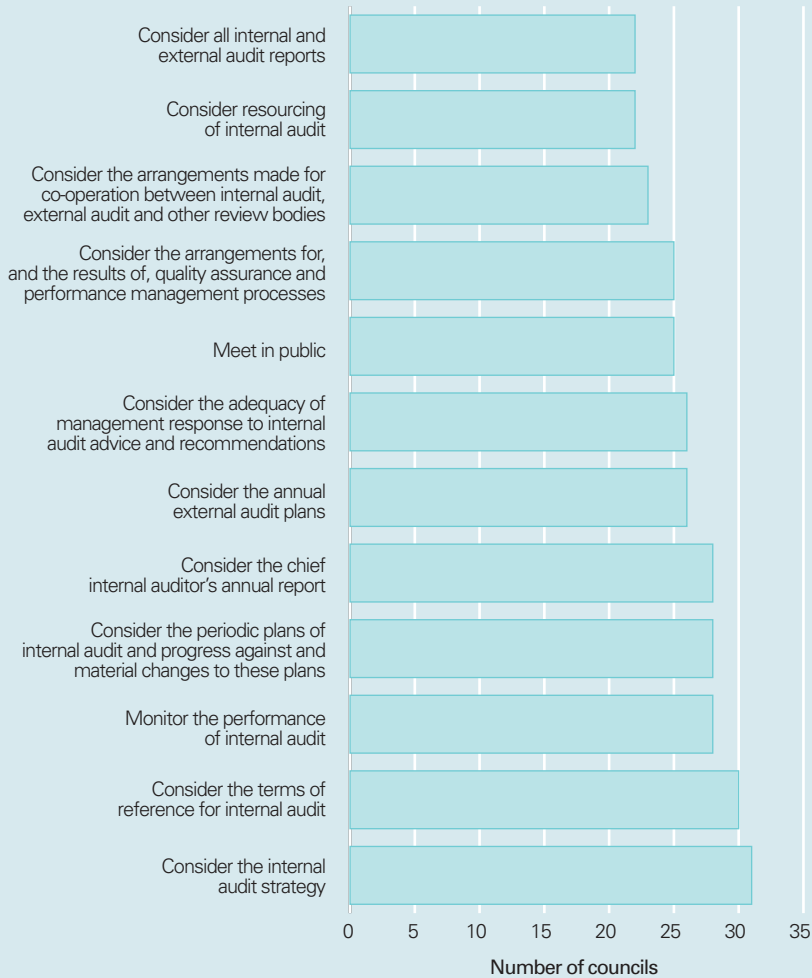 Consider all internal and
external audit reports
Consider resourcing
of internal audit
Consider the arrangements made for
co-operation between internal audit,
external audit and other review bodies
Consider the arrangements for,
and the results of, quality assurance and
performance management processes
Meet in public
Consider the adequacy of
management response to internal
audit advice and recommendations
Consider the annual
external audit plans
Consider the chief
internal auditor's annual report
Consider the periodic plans of
internal audit and progress against and
material changes to these plans
Monitor the performance
of internal audit
Consider the terms of
reference for internal audit
Consider the internal
audit strategy
0 5 10 15 20 25 30 35
Number of councils